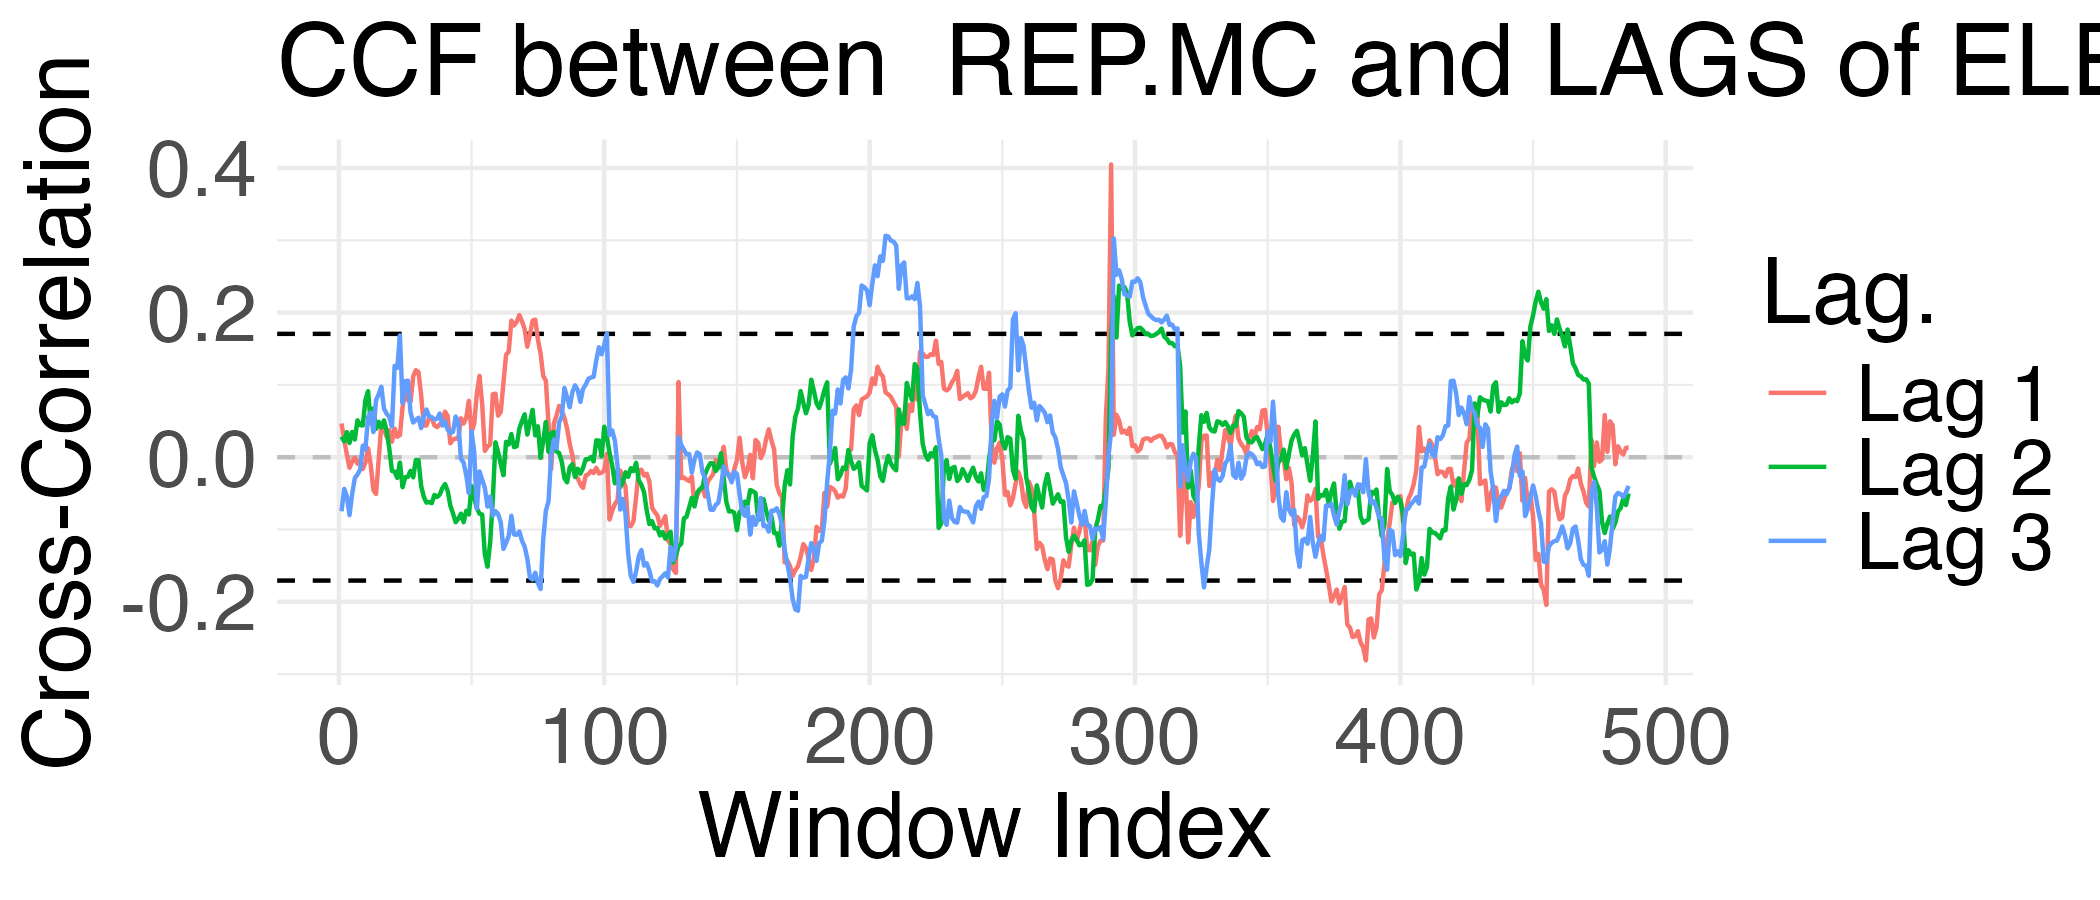 CCF between  REP.MC and LAGS of ELE
Cross-Correlation
0.4
0.2
0.0
-0.2
0
100
200
300
400
500
Window Index
Lag.
Lag 1
Lag 2
Lag 3